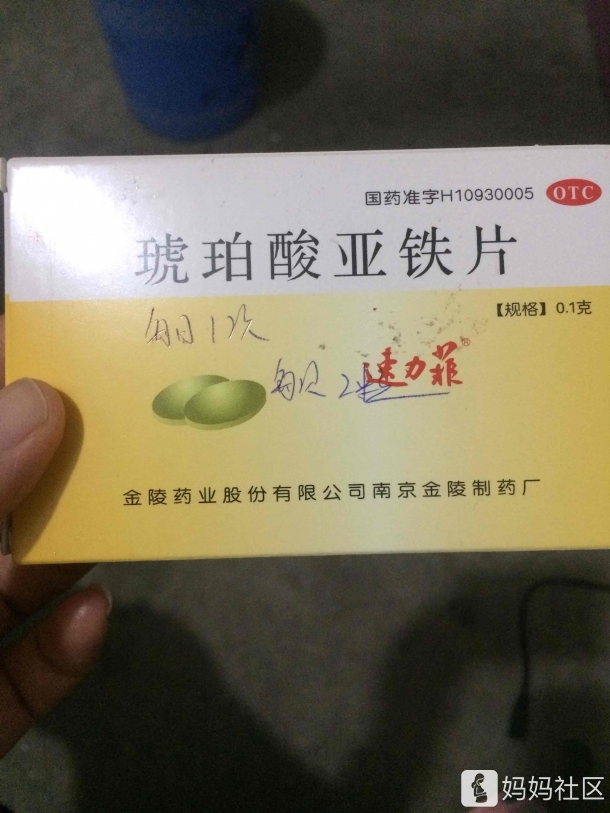 国药准字H10930005 OTC
琥珀酸亚铁片
【规格】0.1克
每日1次
速力菲®
每次2粒
金陵药业股份有限公司南京金陵制药厂
妈妈社区